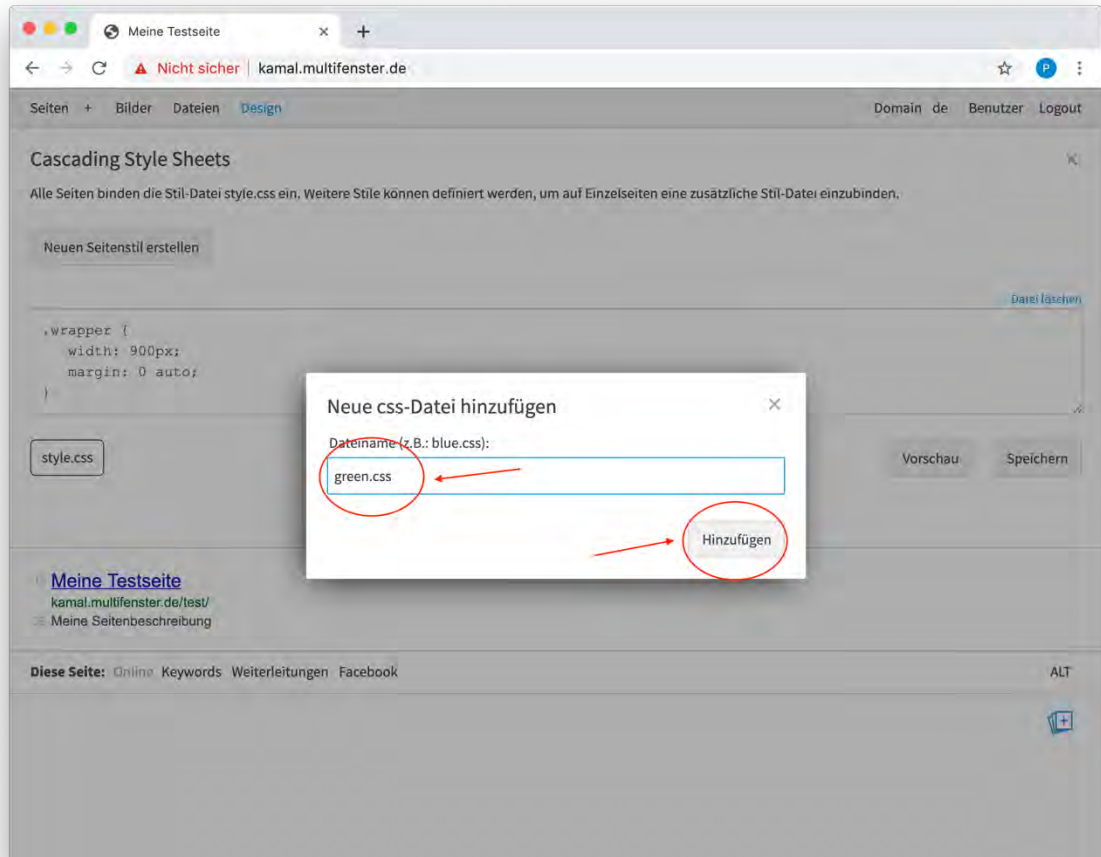 Meine Testseite
Nicht sicher kamal.multifenster.de
P
Seiten + Bilder Dateien Design Domain de Benutzer Logout
Cascading Style Sheets
Alle Seiten binden die Stil-Datei style.css ein. Weitere Stile können definiert werden, um auf Einzelseiten eine zusätzliche Stil-Datei einzubinden.
Neuen Seitenstil erstellen
Datei löschen
.wrapper {
width: 900px;
margin: 0 auto;
}
Neue css-Datei hinzufügen
Dateiname (z.B.: blue.css):
green.css
Hinzufügen
style.css Vorschau Speichern
Meine Testseite
kamal.multifenster.de/test/
Meine Seitenbeschreibung
Diese Seite: Online Keywords Weiterleitungen Facebook ALT